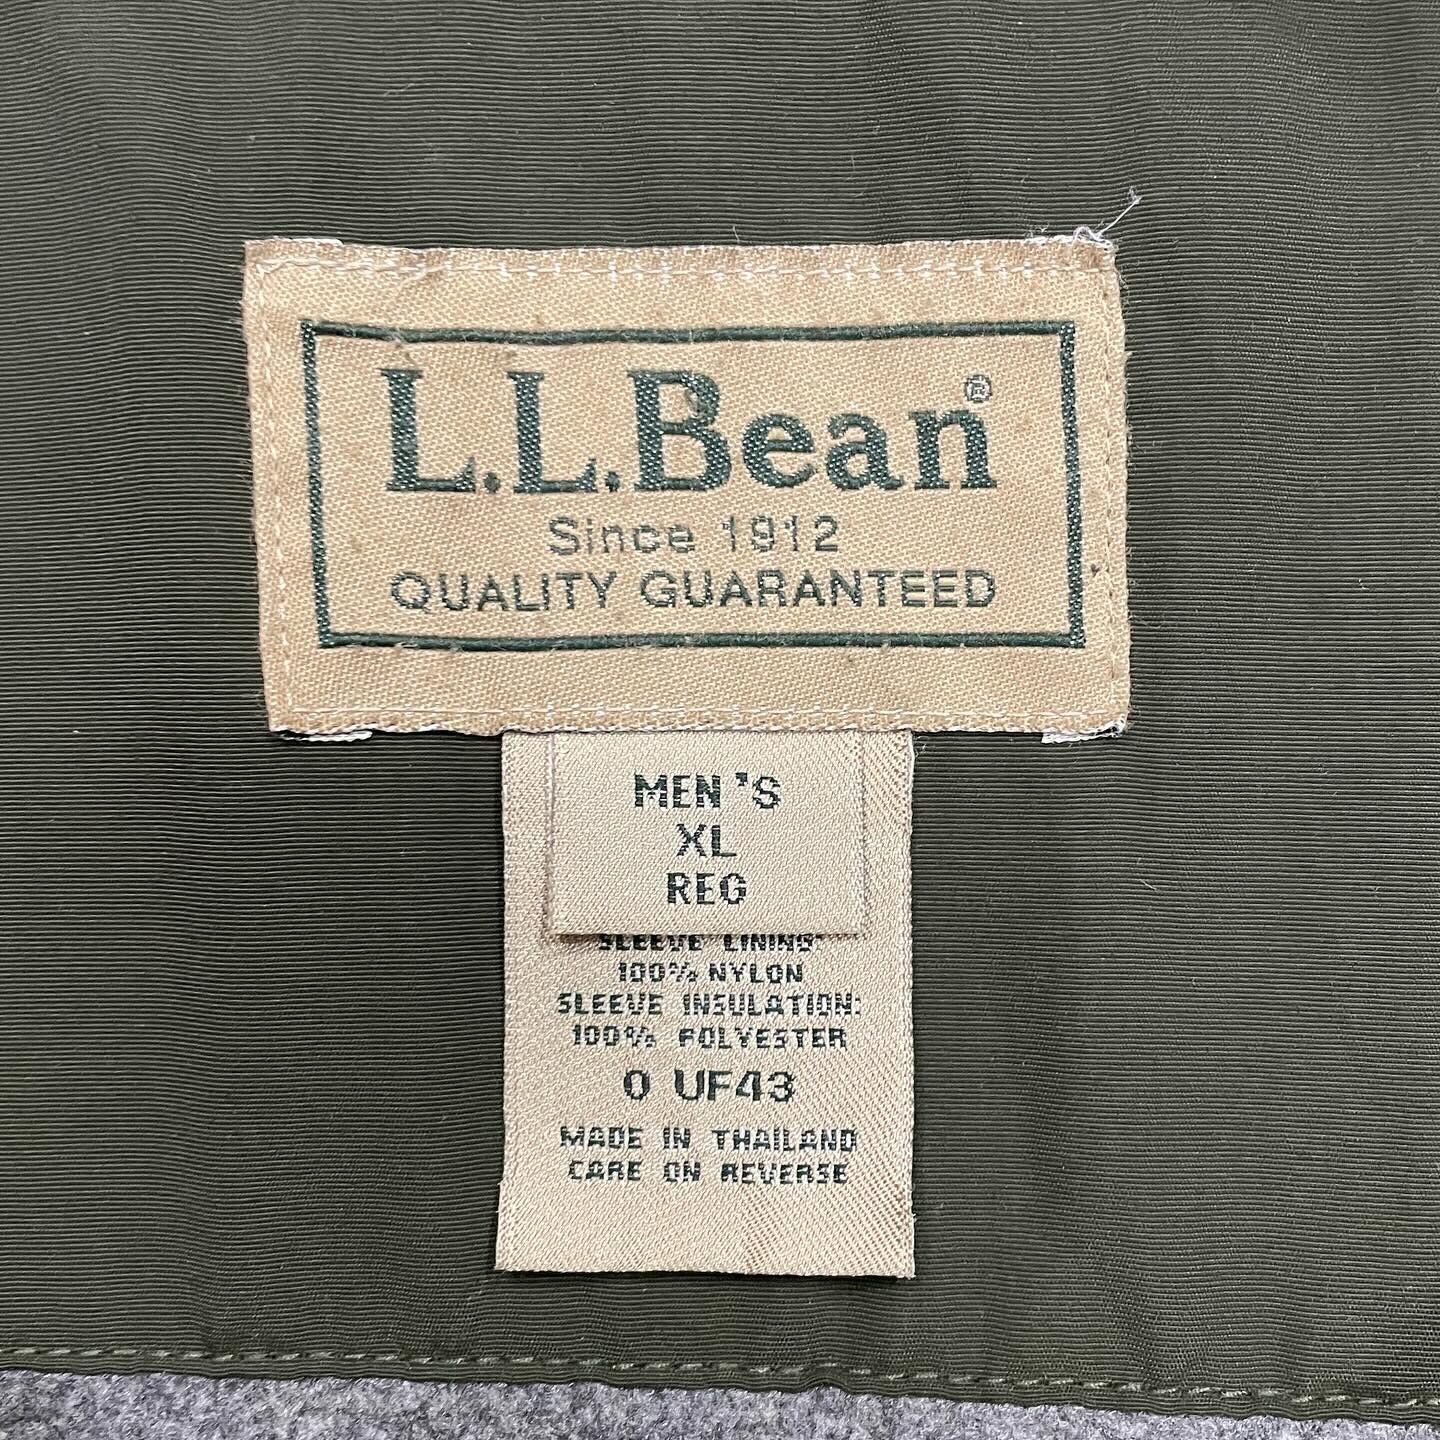 L.L.Bean®
Since 1912
QUALITY GUARANTEED
MEN'S
XL
REG
SLEEVE LINING
100% NYLON
SLEEVE INSULATION:
100% POLYESTER
0 UF43
MADE IN THAILAND
CARE ON REVERSE